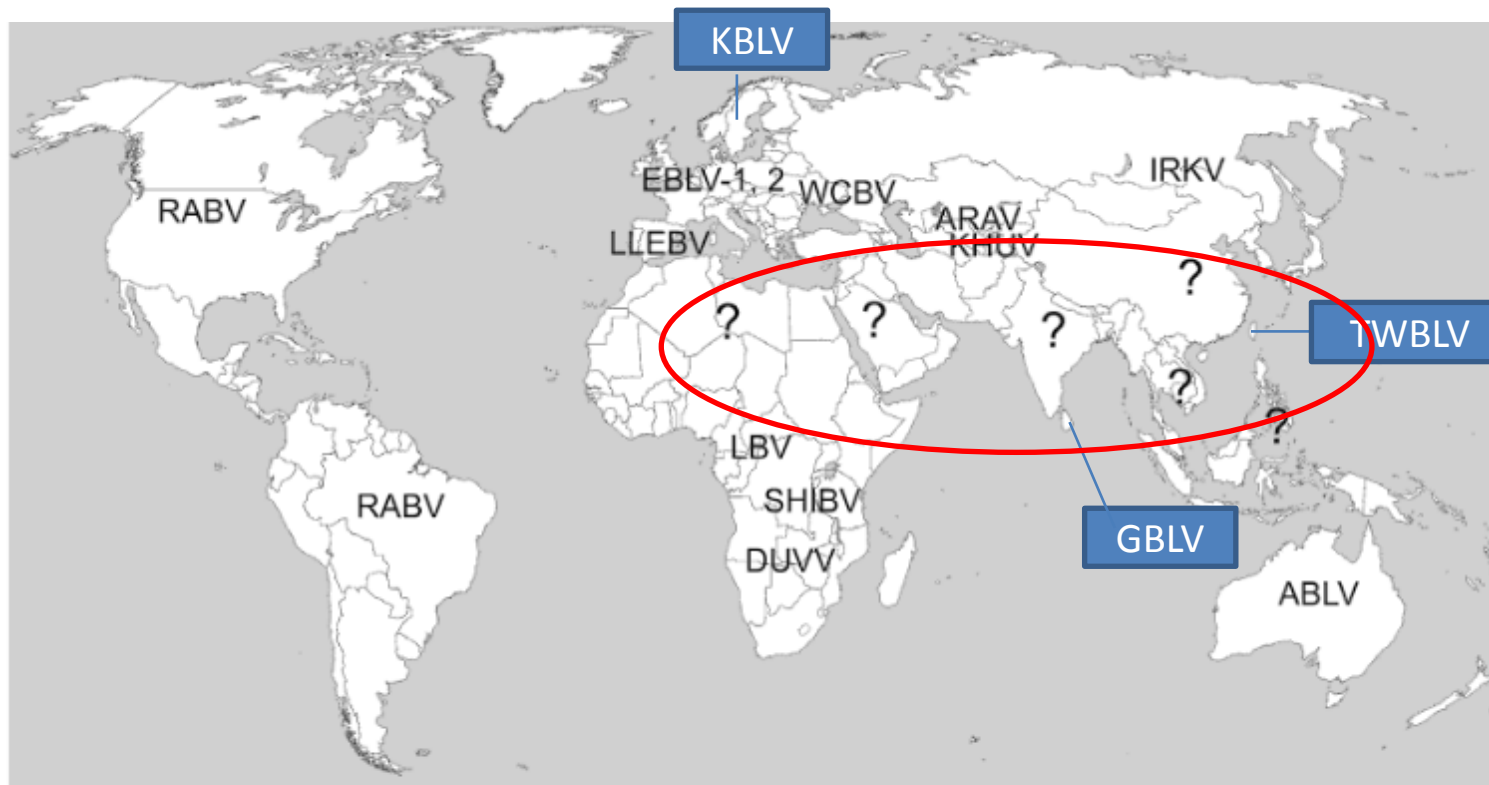 KBLV
IRKV
EBLV-1, 2
WCBV
RABV
ARAV
LLEBV
KHUV
?
?
?
?
TWBLV
?
?
LBV
RABV
SHIBV
GBLV
DUVV
ABLV